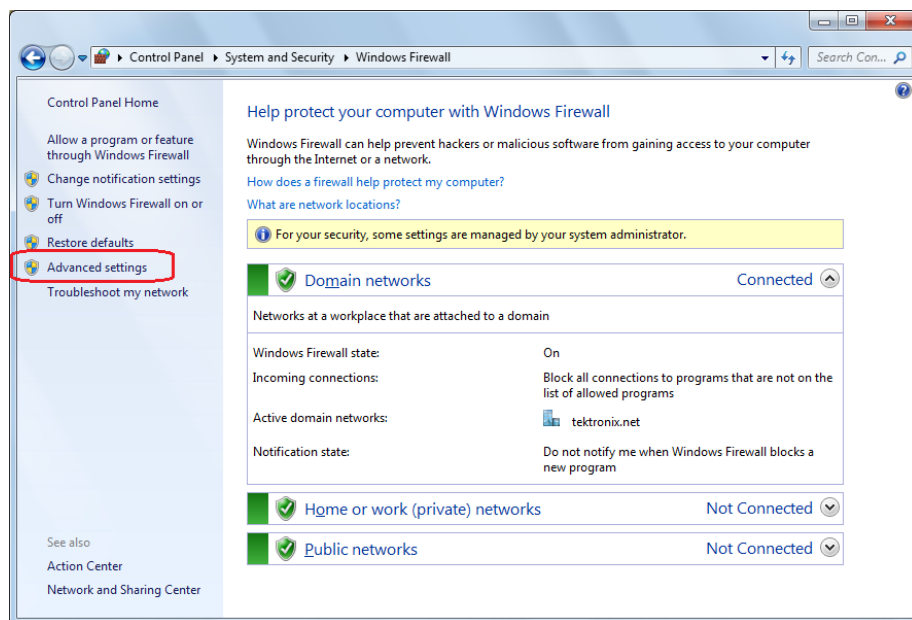 Control Panel
System and Security
Windows Firewall
Search Con...
Control Panel Home
Allow a program or feature
through Windows Firewall
Change notification settings
Turn Windows Firewall on or
off
Restore defaults
Advanced settings
Troubleshoot my network
See also
Action Center
Network and Sharing Center
Help protect your computer with Windows Firewall
Windows Firewall can help prevent hackers or malicious software from gaining access to your computer
through the Internet or a network.
How does a firewall help protect my computer?
What are network locations?
For your security, some settings are managed by your system administrator.
Domain networks Connected
Networks at a workplace that are attached to a domain
Windows Firewall state: On
Incoming connections: Block all connections to programs that are not on the
list of allowed programs
Active domain networks: tektronix.net
Notification state: Do not notify me when Windows Firewall blocks a
new program
Home or work (private) networks Not Connected
Public networks Not Connected